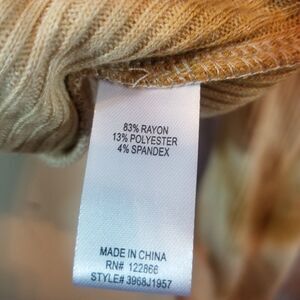 83% RAYON
13% POLYESTER
4% SPANDEX
MADE IN CHINA
RN# 122866
STYLE# 3968J1957